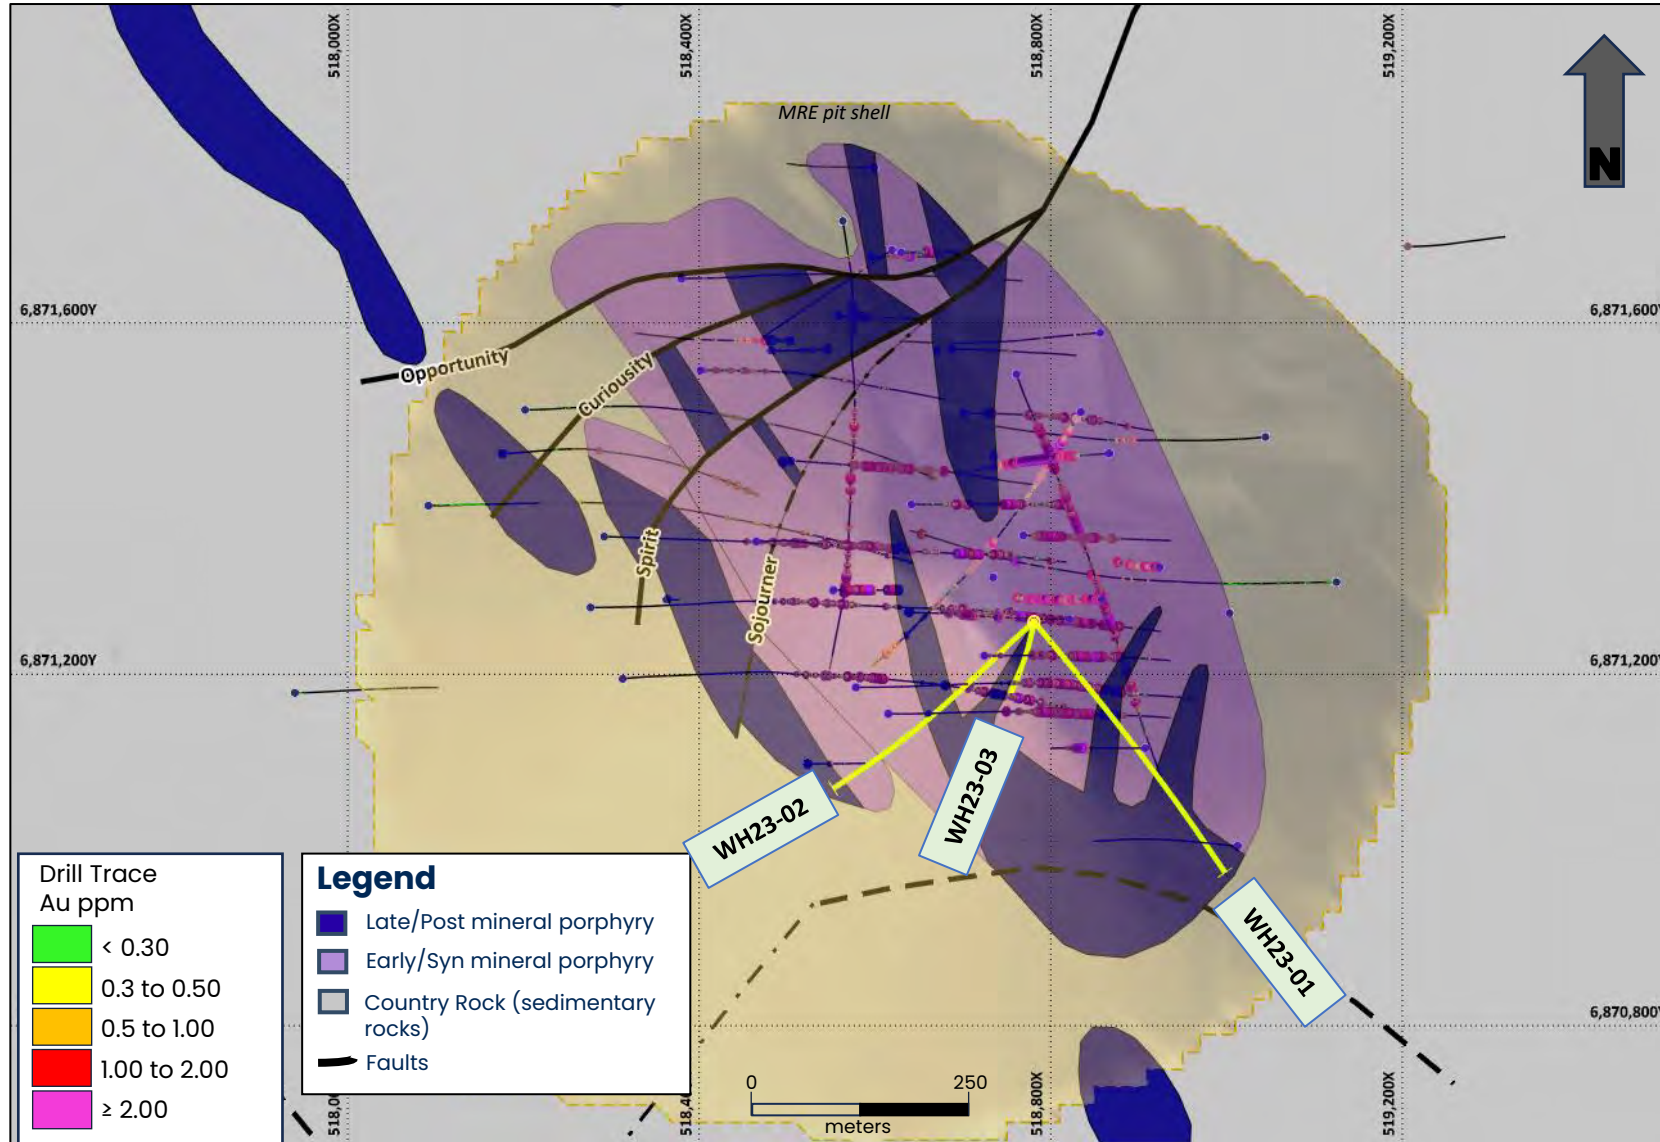 518,000X
518,400X
518,800X
519,200X
N
MRE pit shell
6,871,600Y
6,871,600Y
Opportunity
Curiousity
Spirit
Sojourner
6,871,200Y
6,871,200Y
WH23-02
WH23-03
WH23-01
Drill Trace
Au ppm
< 0.30
0.3 to 0.50
0.5 to 1.00
1.00 to 2.00
≥ 2.00
Legend
Late/Post mineral porphyry
Early/Syn mineral porphyry
Country Rock (sedimentary
rocks)
Faults
6,870,800Y
0 250
meters
518,00
518,40
518,800X
519,200X